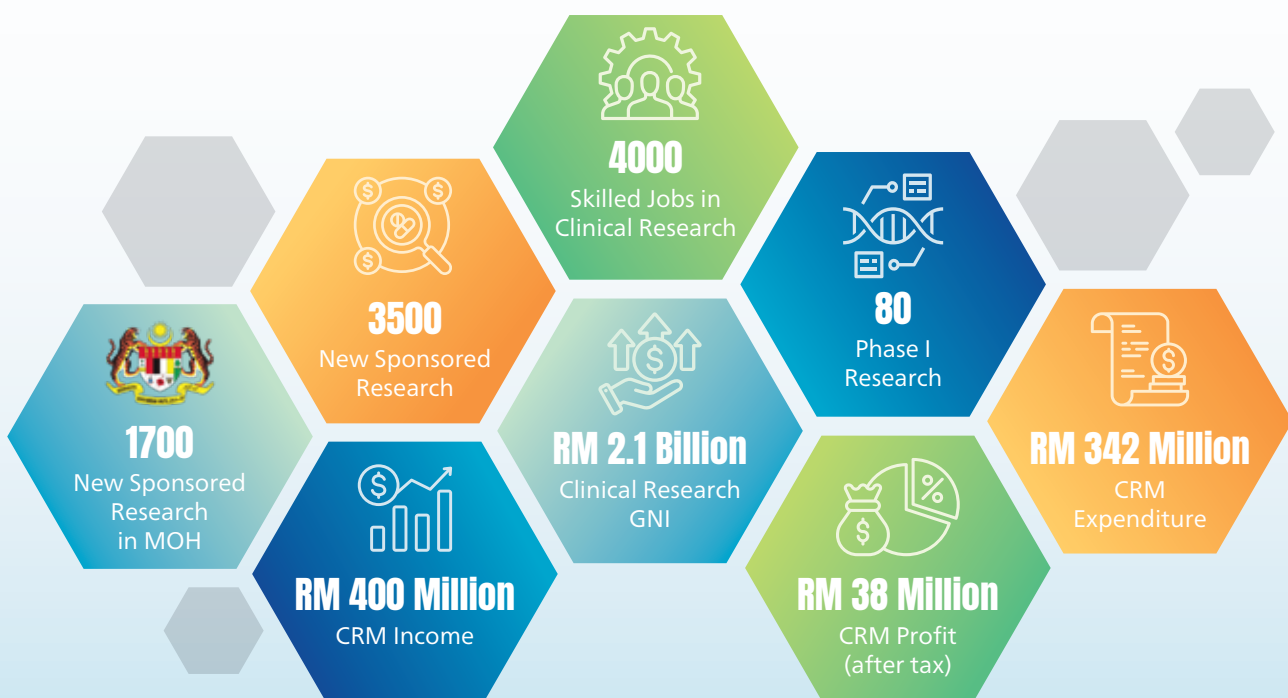 4000
Skilled Jobs in
Clinical Research
3500
New Sponsored
Research
80
Phase I
Research
1700
New Sponsored
Research
in MOH
RM 2.1 Billion
Clinical Research
GNI
RM 342 Million
CRM
Expenditure
RM 400 Million
CRM Income
RM 38 Million
CRM Profit
(after tax)